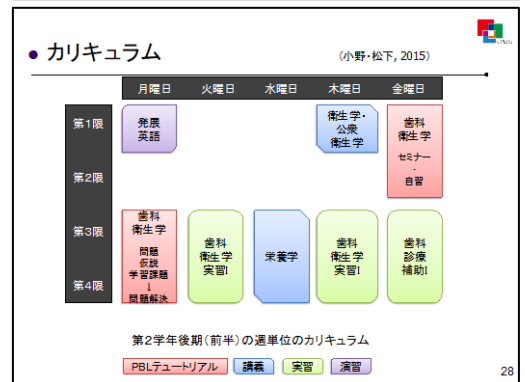 ● カリキュラム
(小野・松下, 2015)
月曜日 火曜日 水曜日 木曜日 金曜日
第1限
第2限
第3限
第4限
発展
英語
衛生学・
公衆
衛生学
歯科
衛生学
セミナー
・
自習
歯科
衛生学
問題
仮説
学習課題
↓
問題解決
歯科
衛生学
実習I
栄養学
歯科
衛生学
実習I
歯科
診療
補助I
第2学年後期(前半)の週単位のカリキュラム
PBLテュートリアル 講義 実習 演習
28